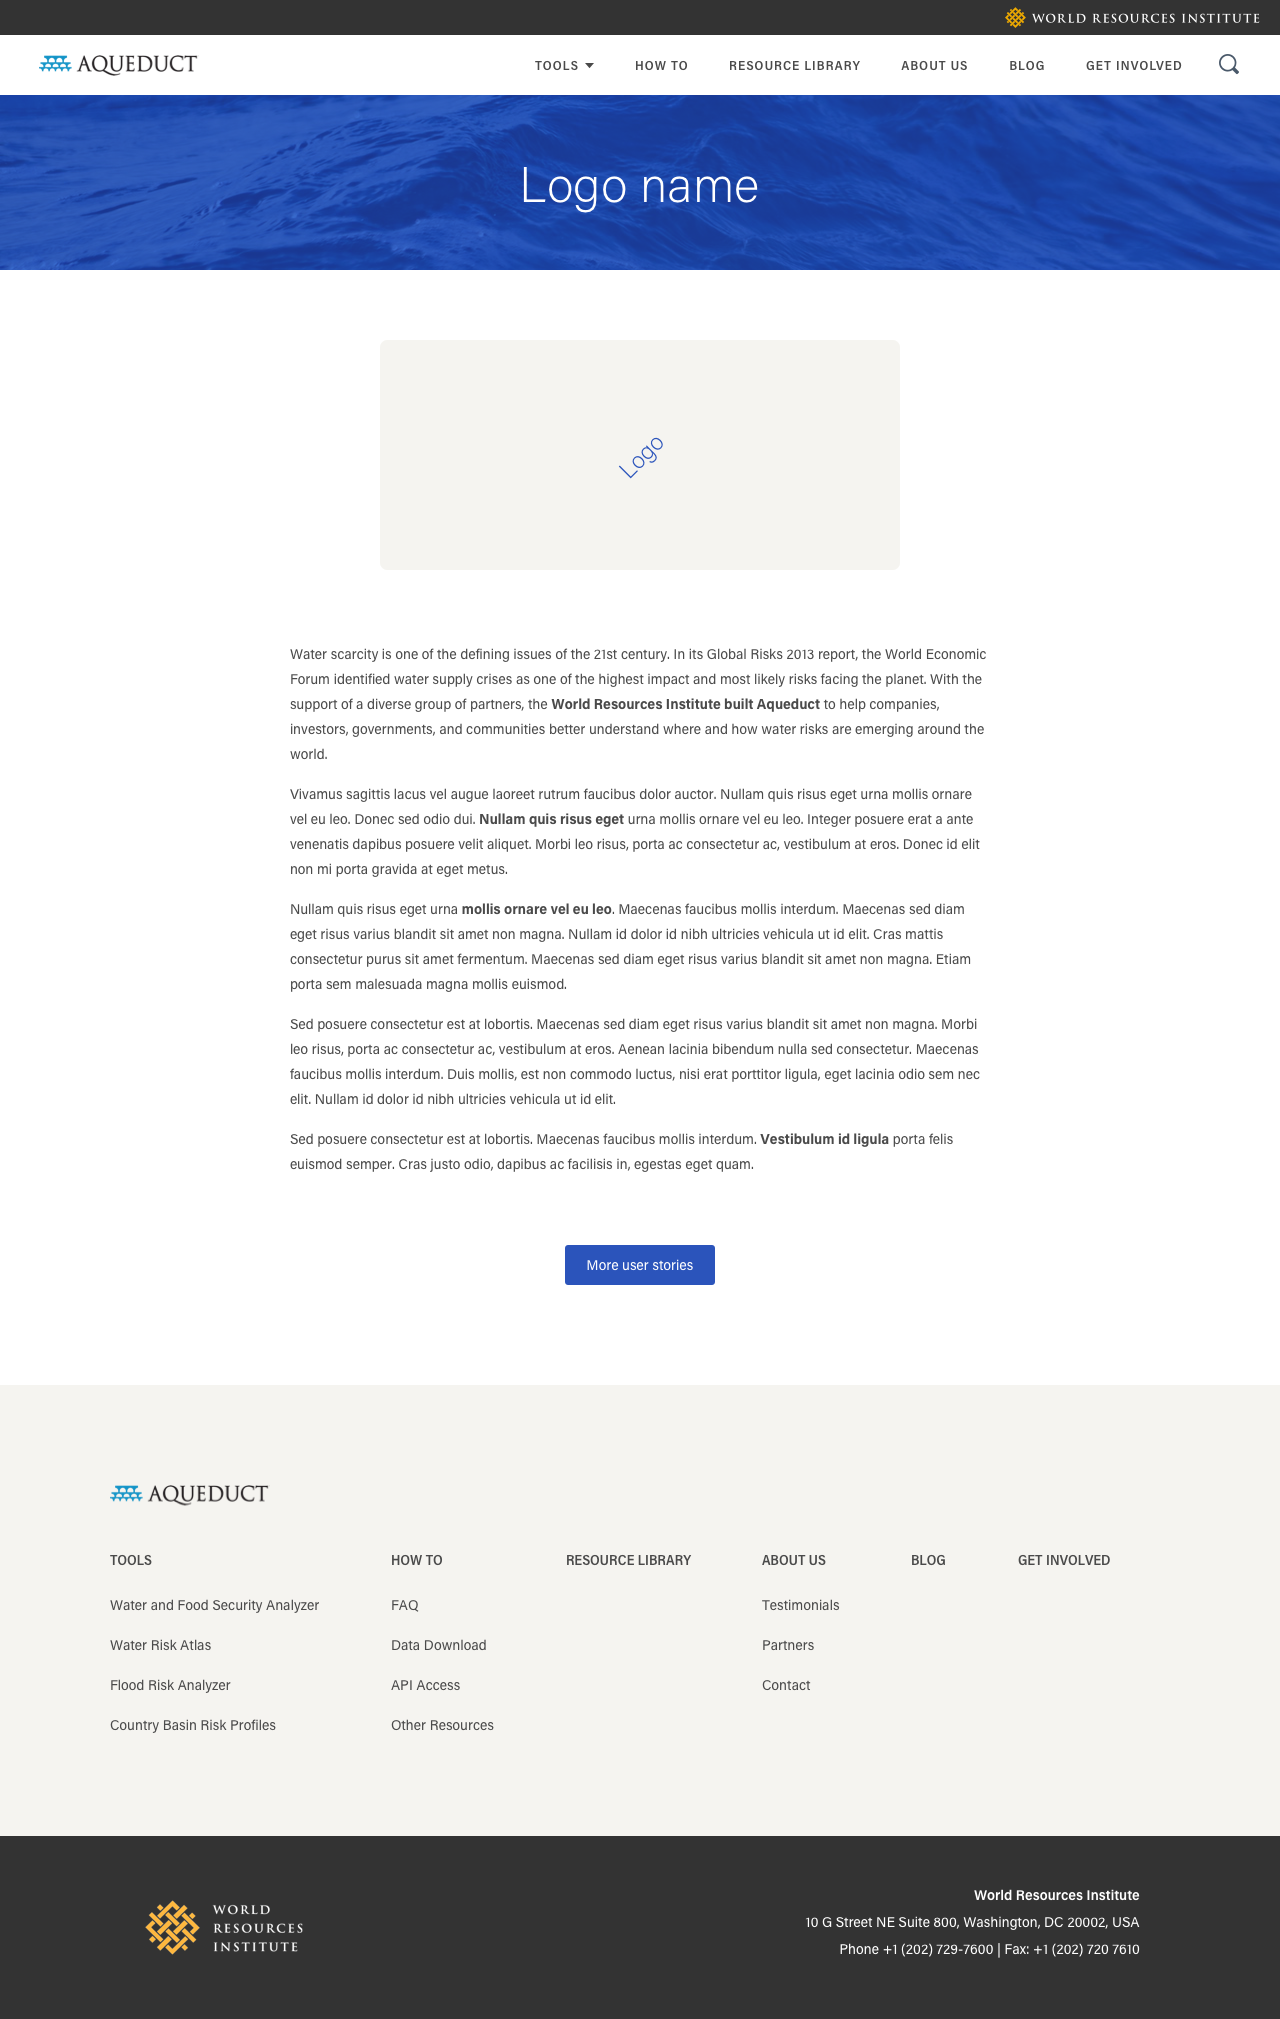 WORLD RESOURCES INSTITUTE
AQUEDUCT
TOOLS HOW TO RESOURCE LIBRARY ABOUT US BLOG GET INVOLVED
Logo name
Logo
Water scarcity is one of the defining issues of the 21st century. In its Global Risks 2013 report, the World Economic
Forum identified water supply crises as one of the highest impact and most likely risks facing the planet. With the
support of a diverse group of partners, the World Resources Institute built Aqueduct to help companies,
investors, governments, and communities better understand where and how water risks are emerging around the
world.
Vivamus sagittis lacus vel augue laoreet rutrum faucibus dolor auctor. Nullam quis risus eget urna mollis ornare
vel eu leo. Donec sed odio dui. Nullam quis risus eget urna mollis ornare vel eu leo. Integer posuere erat a ante
venenatis dapibus posuere velit aliquet. Morbi leo risus, porta ac consectetur ac, vestibulum at eros. Donec id elit
non mi porta gravida at eget metus.
Nullam quis risus eget urna mollis ornare vel eu leo. Maecenas faucibus mollis interdum. Maecenas sed diam
eget risus varius blandit sit amet non magna. Nullam id dolor id nibh ultricies vehicula ut id elit. Cras mattis
consectetur purus sit amet fermentum. Maecenas sed diam eget risus varius blandit sit amet non magna. Etiam
porta sem malesuada magna mollis euismod.
Sed posuere consectetur est at lobortis. Maecenas sed diam eget risus varius blandit sit amet non magna. Morbi
leo risus, porta ac consectetur ac, vestibulum at eros. Aenean lacinia bibendum nulla sed consectetur. Maecenas
faucibus mollis interdum. Duis mollis, est non commodo luctus, nisi erat porttitor ligula, eget lacinia odio sem nec
elit. Nullam id dolor id nibh ultricies vehicula ut id elit.
Sed posuere consectetur est at lobortis. Maecenas faucibus mollis interdum. Vestibulum id ligula porta felis
euismod semper. Cras justo odio, dapibus ac facilisis in, egestas eget quam.
More user stories
AQUEDUCT
TOOLS
Water and Food Security Analyzer
Water Risk Atlas
Flood Risk Analyzer
Country Basin Risk Profiles
HOW TO
FAQ
Data Download
API Access
Other Resources
RESOURCE LIBRARY
ABOUT US
Testimonials
Partners
Contact
BLOG
GET INVOLVED
WORLD
RESOURCES
INSTITUTE
World Resources Institute
10 G Street NE Suite 800, Washington, DC 20002, USA
Phone +1 (202) 729-7600 | Fax: +1 (202) 720 7610